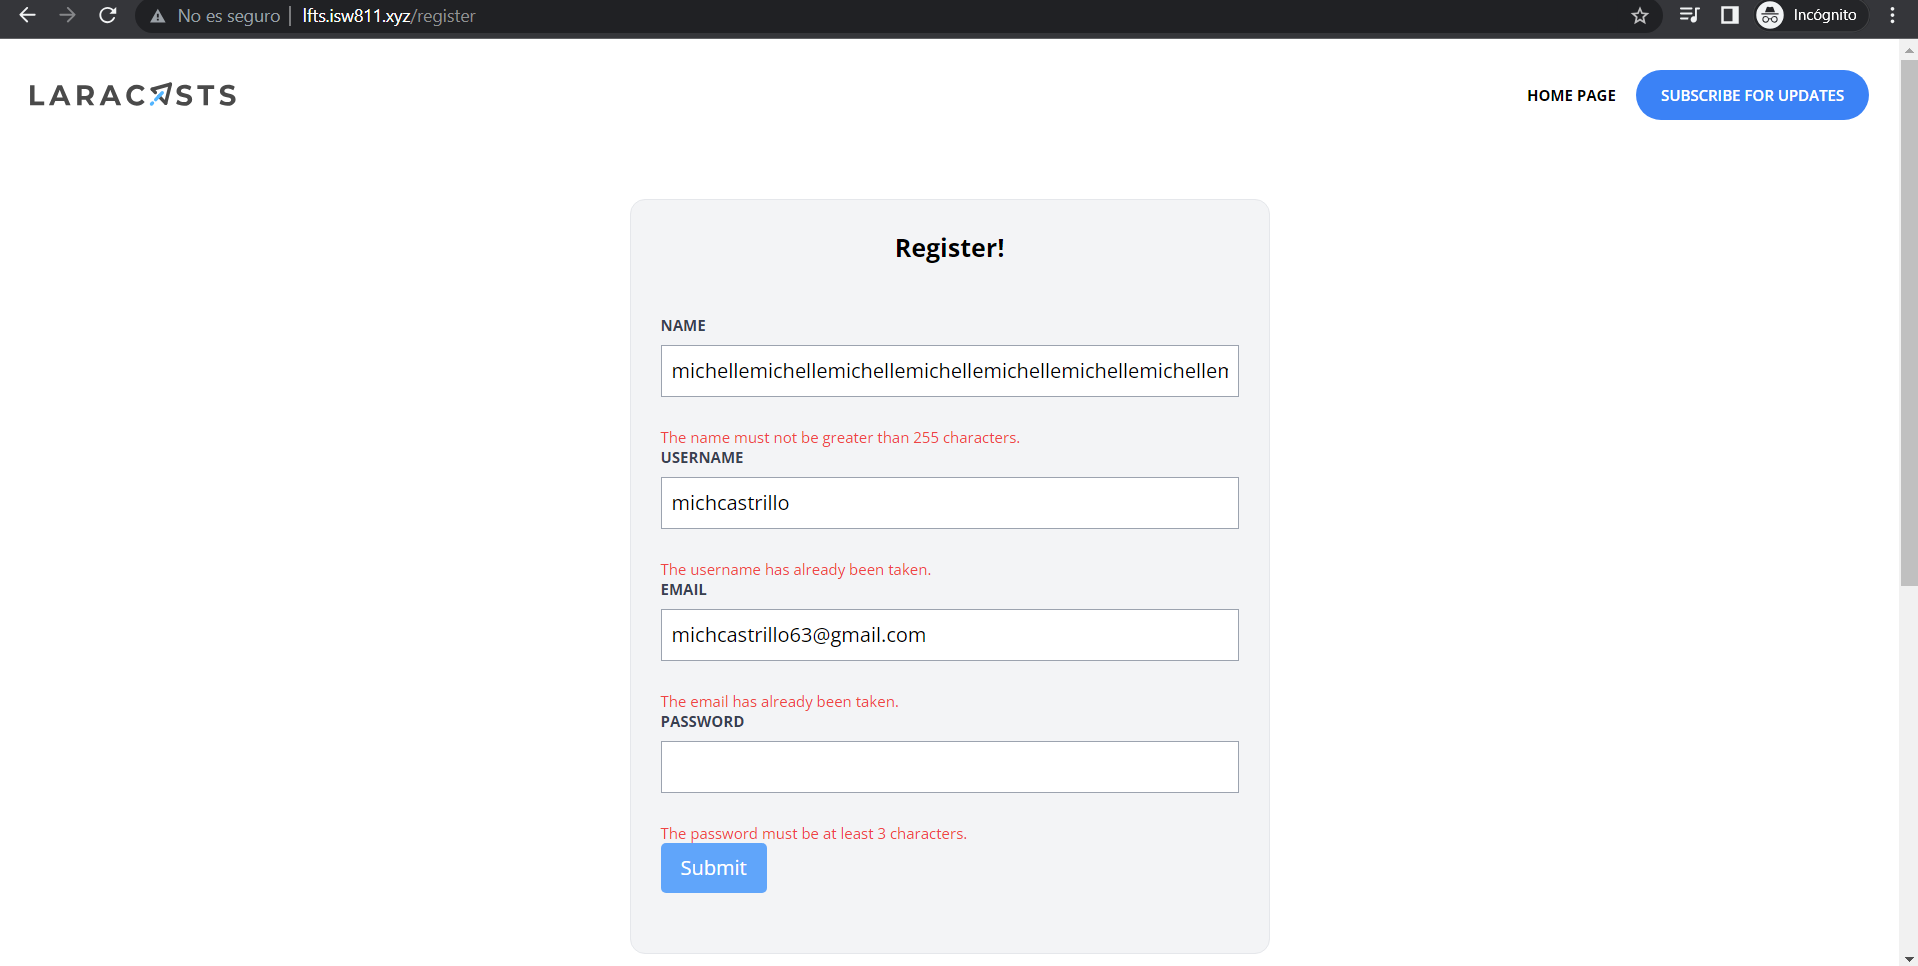 No es seguro | lfts.isw811.xyz/register
Incógnito
LARACASTS
HOME PAGE
SUBSCRIBE FOR UPDATES
Register!
NAME
michellemichellemichellemichellemichellemichellemichellem
The name must not be greater than 255 characters.
USERNAME
michcastrillo
The username has already been taken.
EMAIL
michcastrillo63@gmail.com
The email has already been taken.
PASSWORD
The password must be at least 3 characters.
Submit